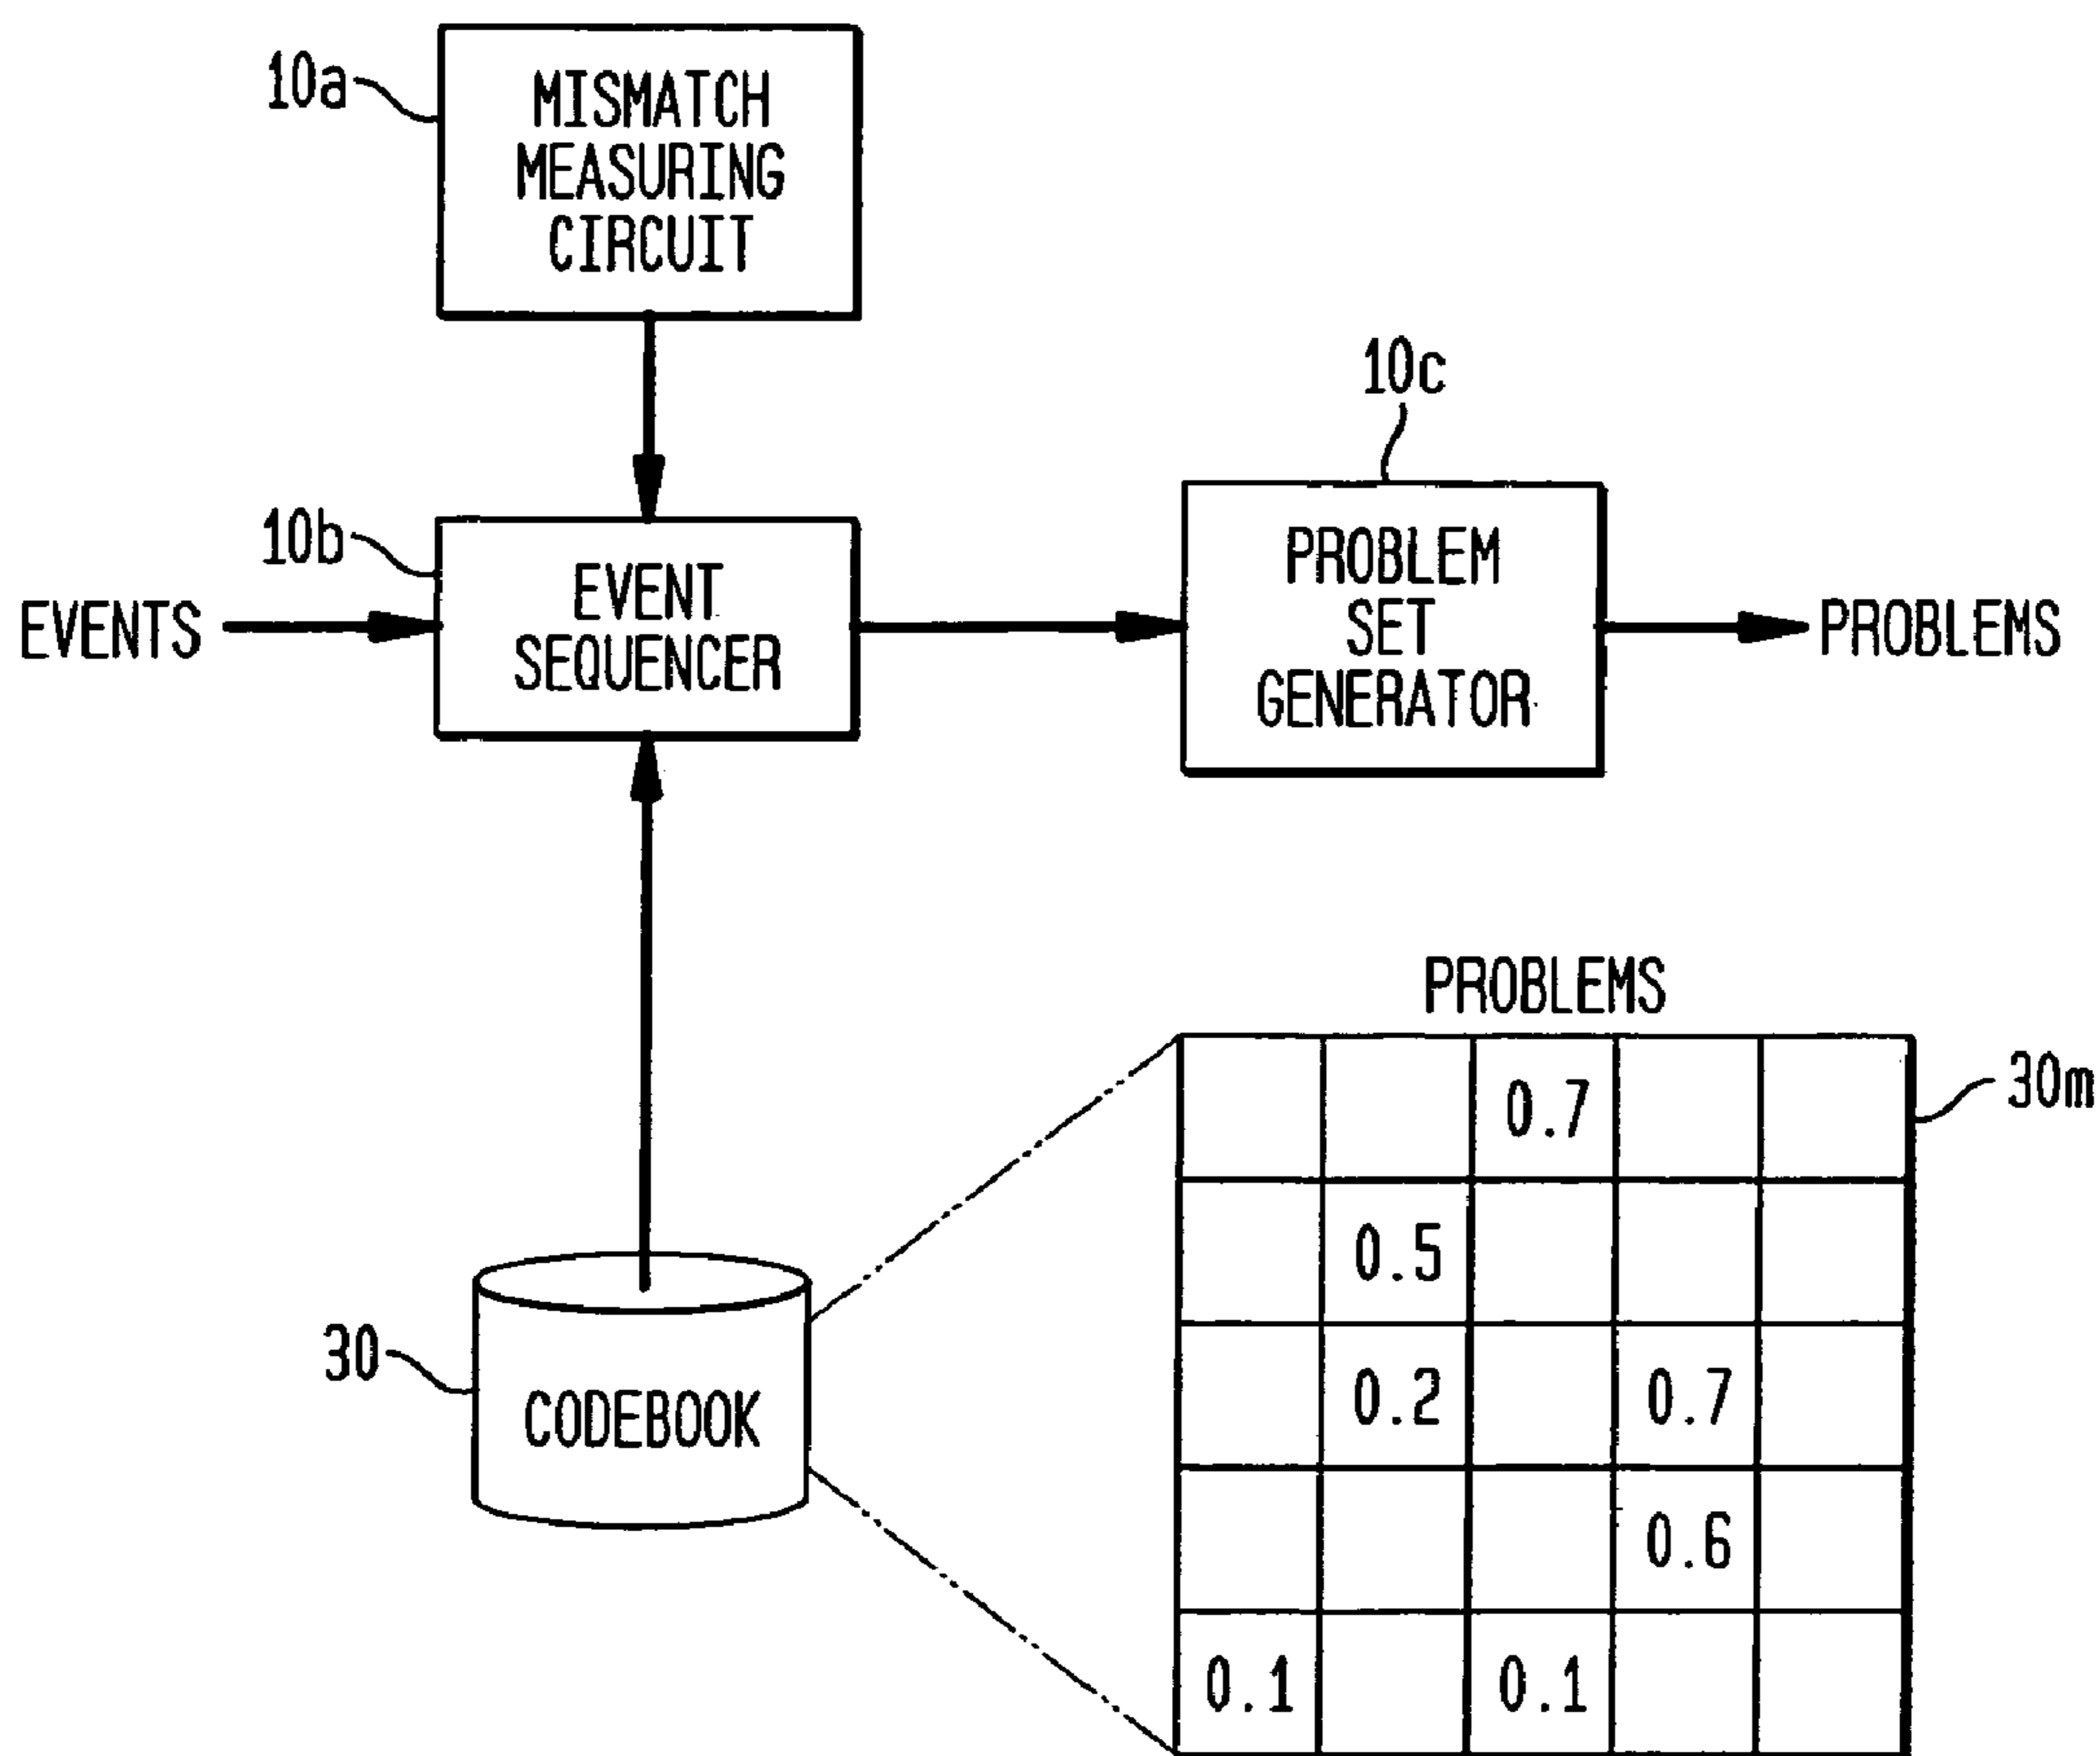 10a
MISMATCH
MEASURING
CIRCUIT
10c
10b
EVENTS
EVENT
SEQUENCER
PROBLEM
SET
GENERATOR
PROBLEMS
PROBLEMS
30m
0.7
0.5
0.2 0.7
0.6
0.1 0.1
30
CODEBOOK